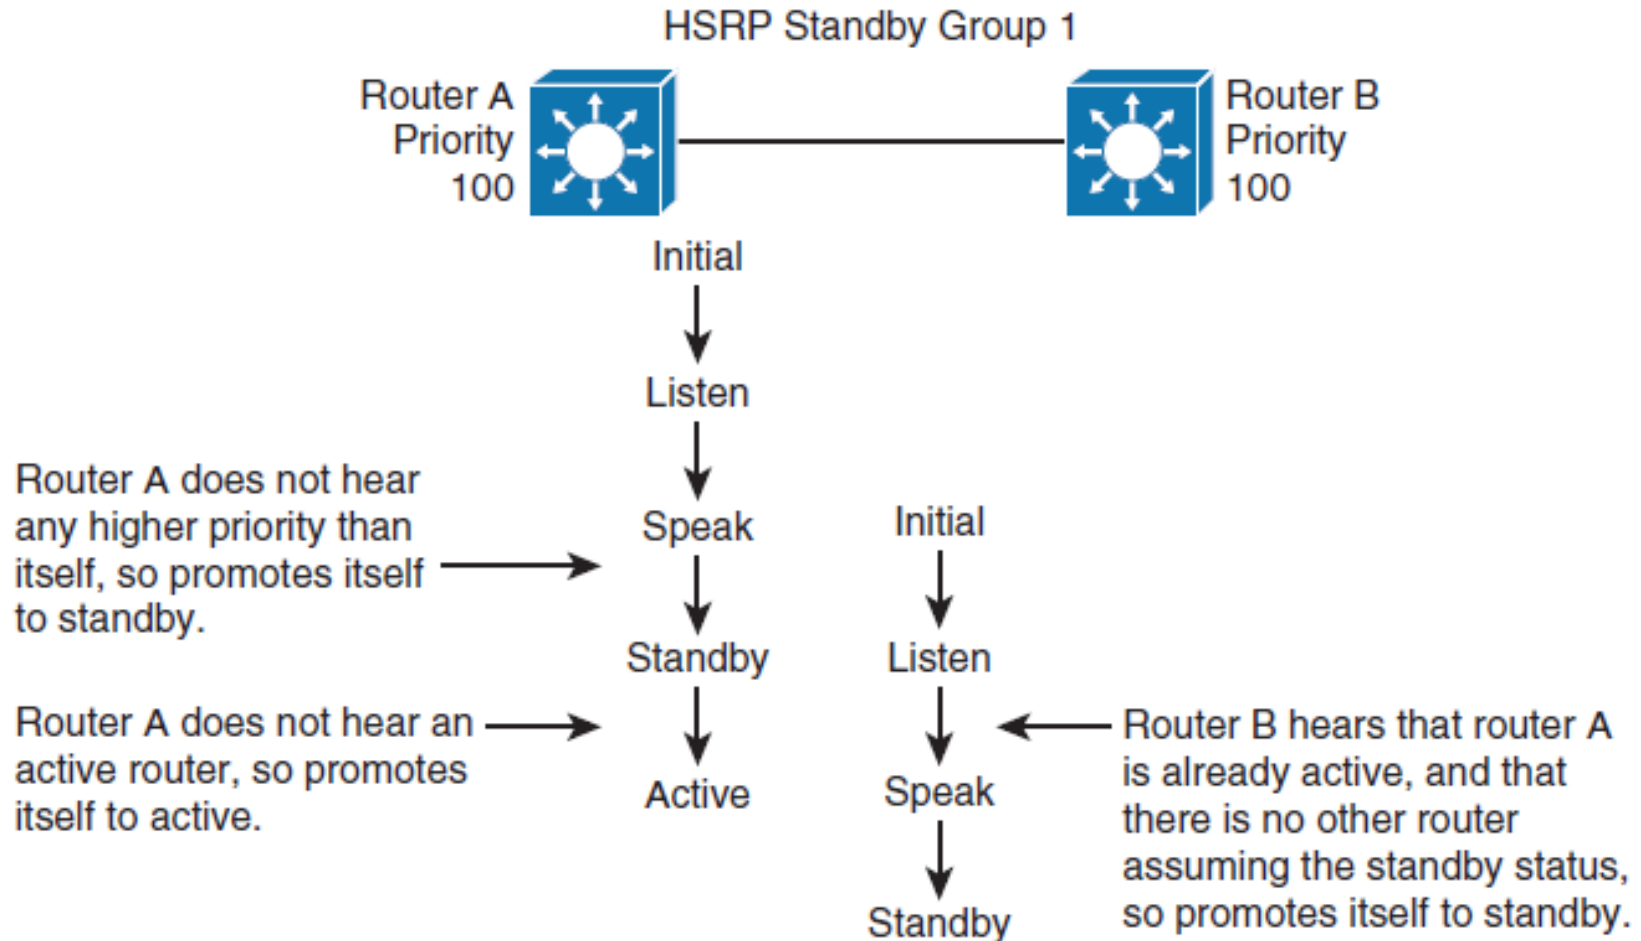 HSRP Standby Group 1
Router A
Priority
100
Router B
Priority
100
Initial
Listen
Speak
Standby
Active
Router A does not hear
any higher priority than
itself, so promotes itself
to standby.
Router A does not hear an
active router, so promotes
itself to active.
Initial
Listen
Speak
Standby
Router B hears that router A
is already active, and that
there is no other router
assuming the standby status,
so promotes itself to standby.